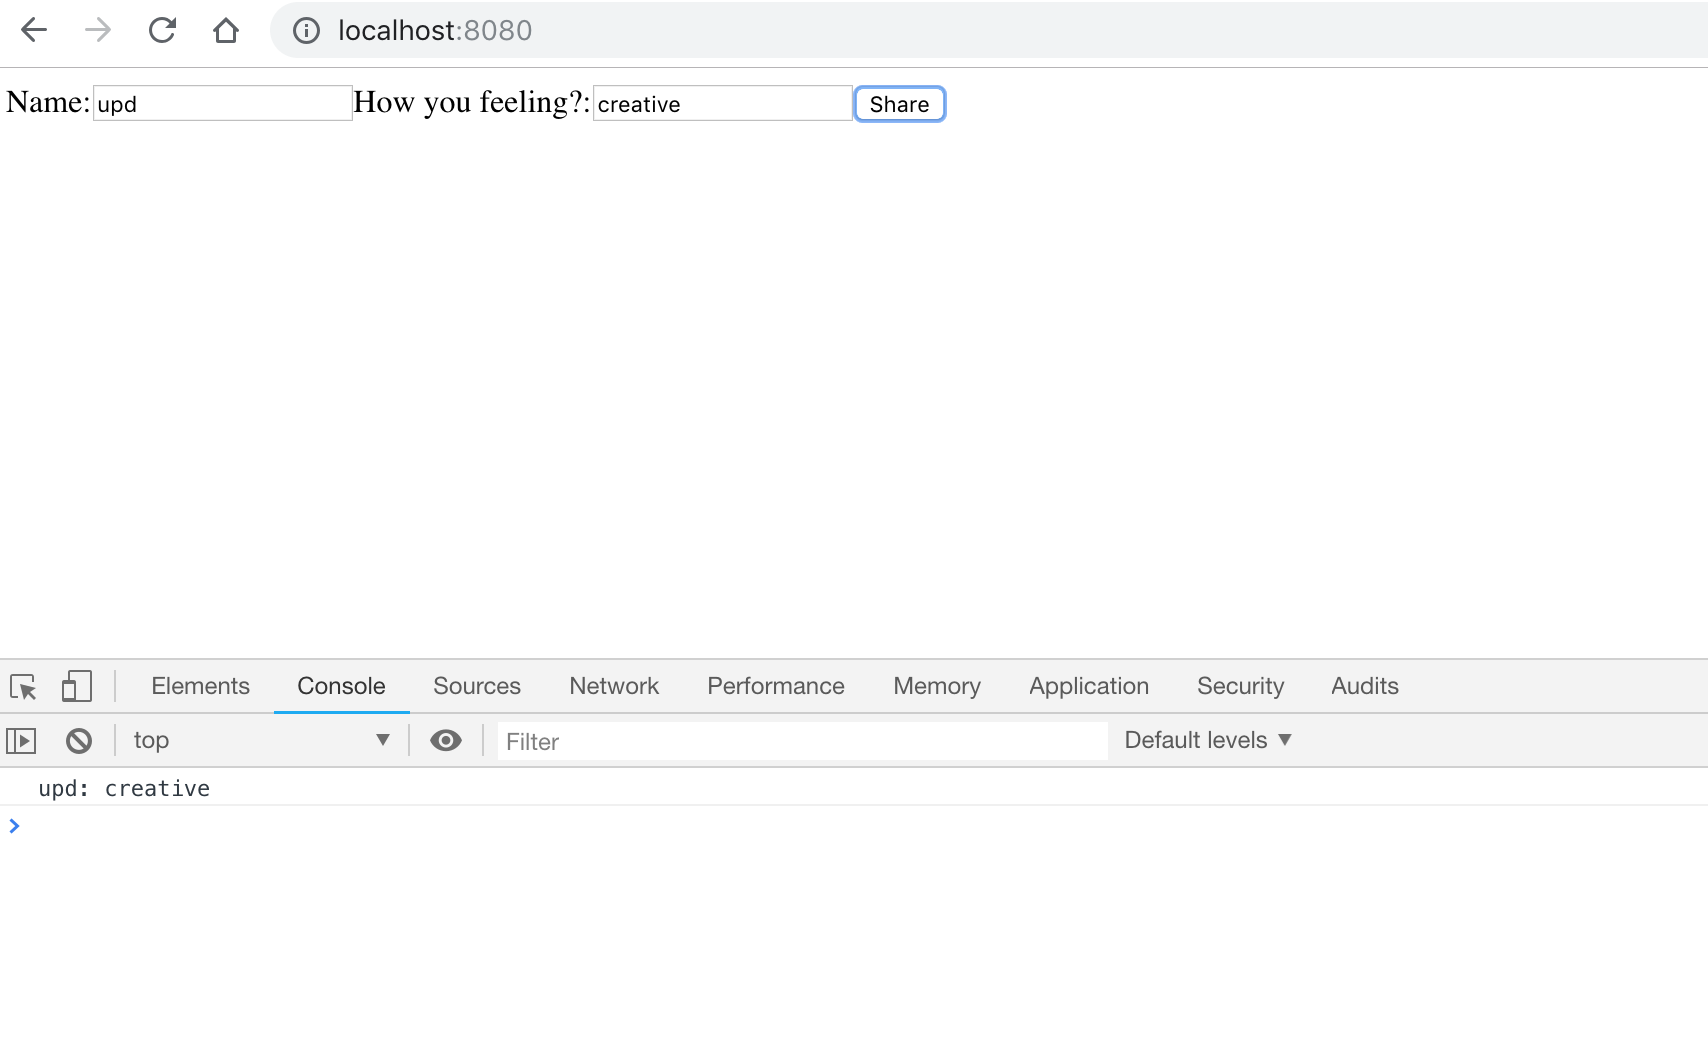 localhost:8080
Name: upd How you feeling?: creative Share
Elements Console Sources Network Performance Memory Application Security Audits
top Filter Default levels
upd: creative